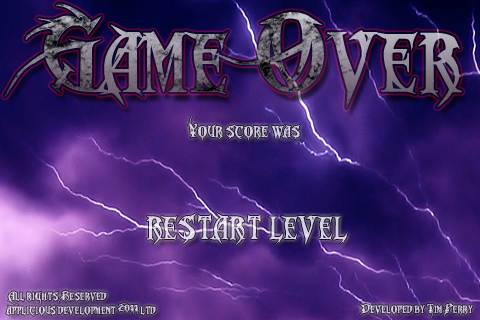 Game Over
Your score was
Restart Level
All rights Reserved
Applicious development 2011 LTD
Developed by Tim Perry